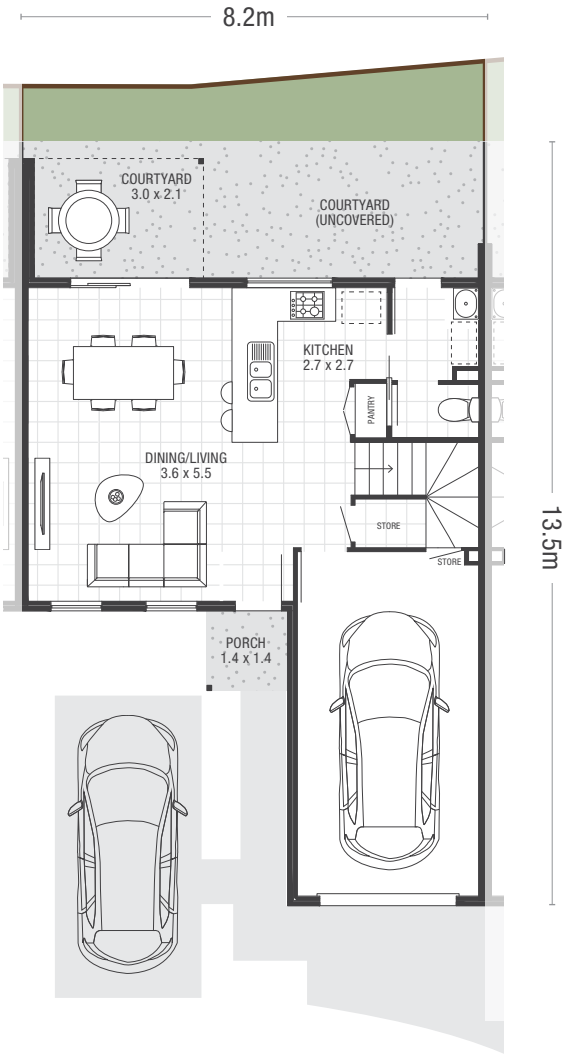 8.2m
COURTYARD
3.0 x 2.1
COURTYARD
(UNCOVERED)
KITCHEN
2.7 x 2.7
PANTRY
DINING/LIVING
3.6 x 5.5
STORE
13.5m
STORE
PORCH
1.4 x 1.4